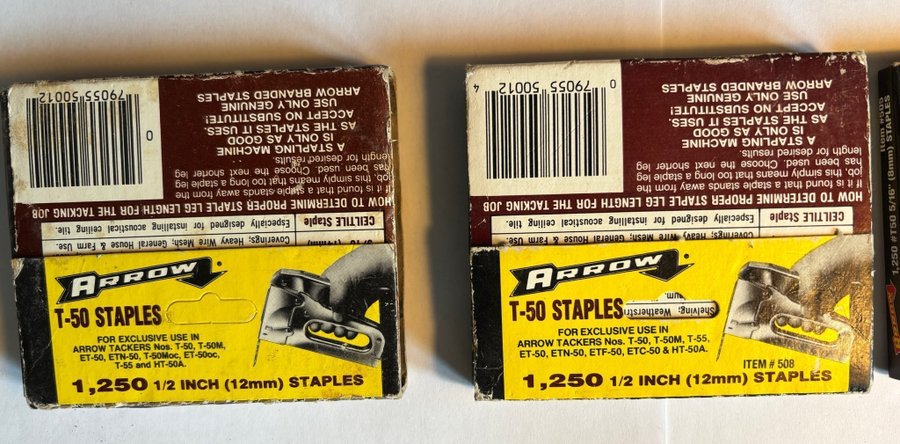 79055 50012
0
A STAPLING MACHINE
IS ONLY AS GOOD
AS THE STAPLES IT USES.
ACCEPT NO SUBSTITUTE!
USE ONLY GENUINE
ARROW BRANDED STAPLES
HOW TO DETERMINE PROPER STAPLE LEG LENGTH FOR THE TACKING JOB
If it is found that a staple stands away from the
job, this simply means that too long a staple leg
has been used. Choose the next shorter leg
length for desired results.
CEILTILE Staple
Especially designed for installing acoustical ceiling tile.
Coverings; Heavy Wire Mesh; General House & Farm Use.
ARROW
T-50 STAPLES
FOR EXCLUSIVE USE IN
ARROW TACKERS Nos. T-50, T-50M,
ET-50, ETN-50, T-50Moc, ET-50oc,
T-55 and HT-50A.
1,250 1/2 INCH (12mm) STAPLES
79055 50012
0
4
A STAPLING MACHINE
IS ONLY AS GOOD
AS THE STAPLES IT USES.
ACCEPT NO SUBSTITUTE!
USE ONLY GENUINE
ARROW BRANDED STAPLES
HOW TO DETERMINE PROPER STAPLE LEG LENGTH FOR THE TACKING JOB
If it is found that a staple stands away from the
job, this simply means that too long a staple leg
has been used. Choose the next shorter leg
length for desired results.
CEILTILE Staple
Especially designed for installing acoustical ceiling tile.
Coverings; Heavy Wire Mesh; General House & Farm Use.
ARROW
T-50 STAPLES
Shelving; Weatherstri
um.
FOR EXCLUSIVE USE IN
ARROW TACKERS Nos. T-50, T-50M, T-55,
ET-50, ETN-50, ETF-50, ETC-50 & HT-50A.
ITEM # 508
1,250 1/2 INCH (12mm) STAPLES
Item #505
1,250 #T50 5/16" (8mm) STAPLES